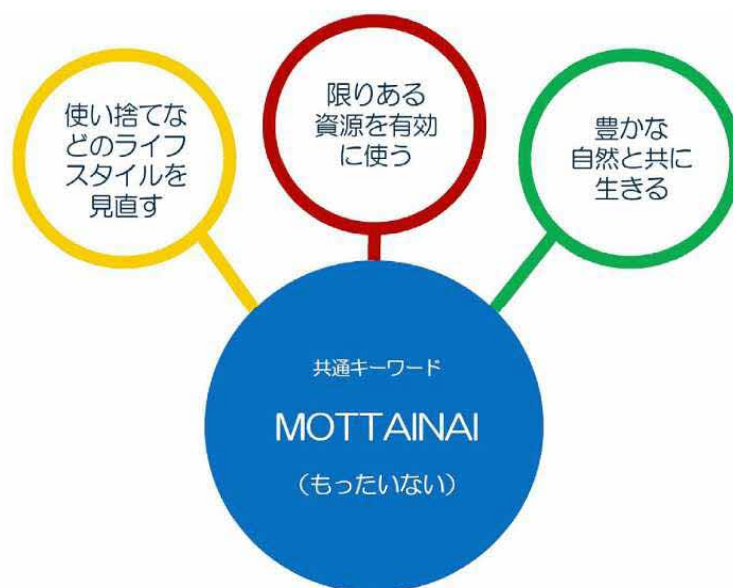 使い捨てな
どのライフ
スタイルを
見直す
限りある
資源を有効
に使う
豊かな
自然と共に
生きる
共通キーワード
MOTTAINAI
（もったいない）